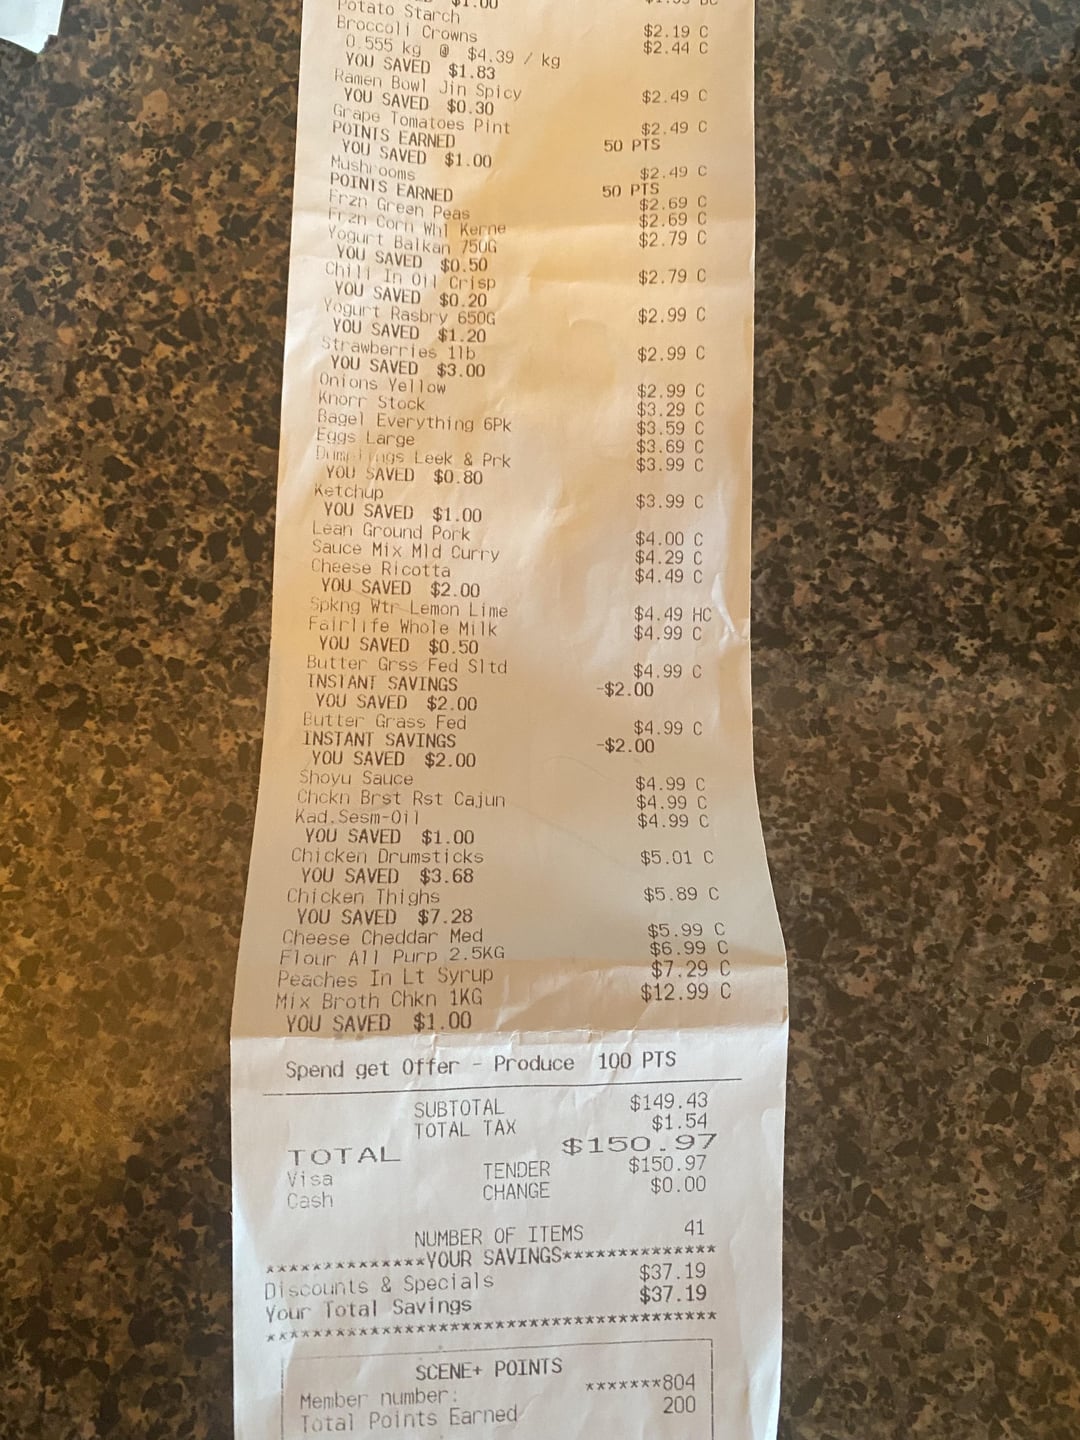 $1.00
Potato Starch $2.19 C
Broccoli Crowns $2.44 C
0.555 kg @ $4.39 / kg
YOU SAVED $1.83
Ramen Bowl Jin Spicy $2.49 C
YOU SAVED $0.30
Grape Tomatoes Pint $2.49 C
POINTS EARNED 50 PTS
YOU SAVED $1.00
Mushrooms $2.49 C
POINTS EARNED 50 PTS
Frzn Green Peas $2.69 C
Frzn Corn Whl Kerne $2.69 C
Yogurt Balkan 750G $2.79 C
YOU SAVED $0.50
Chili In Oil Crisp $2.79 C
YOU SAVED $0.20
Yogurt Rasbry 650G $2.99 C
YOU SAVED $1.20
Strawberries 1lb $2.99 C
YOU SAVED $3.00
Onions Yellow $2.99 C
Knorr Stock $3.29 C
Bagel Everything 6Pk $3.59 C
Eggs Large $3.69 C
Dumplings Leek & Prk $3.99 C
YOU SAVED $0.80
Ketchup $3.99 C
YOU SAVED $1.00
Lean Ground Pork $4.00 C
Sauce Mix Mld Curry $4.29 C
Cheese Ricotta $4.49 C
YOU SAVED $2.00
Spkng Wtr Lemon Lime $4.49 HC
Fairlife Whole Milk $4.99 C
YOU SAVED $0.50
Butter Grss Fed Sltd $4.99 C
INSTANT SAVINGS -$2.00
YOU SAVED $2.00
Butter Grass Fed $4.99 C
INSTANT SAVINGS -$2.00
YOU SAVED $2.00
Shoyu Sauce $4.99 C
Chckn Brst Rst Cajun $4.99 C
Kad.Sesm-Oil $4.99 C
YOU SAVED $1.00
Chicken Drumsticks $5.01 C
YOU SAVED $3.68
Chicken Thighs $5.89 C
YOU SAVED $7.28
Cheese Cheddar Med $5.99 C
Flour All Purp 2.5KG $6.99 C
Peaches In Lt Syrup $7.29 C
Mix Broth Chkn 1KG $12.99 C
YOU SAVED $1.00
Spend get Offer - Produce 100 PTS
SUBTOTAL $149.43
TOTAL TAX $1.54
TOTAL $150.97
Visa TENDER $150.97
Cash CHANGE $0.00
NUMBER OF ITEMS 41
**************YOUR SAVINGS**************
Discounts & Specials $37.19
Your Total Savings $37.19
****************************************
SCENE+ POINTS
Member number: *******804
Total Points Earned 200